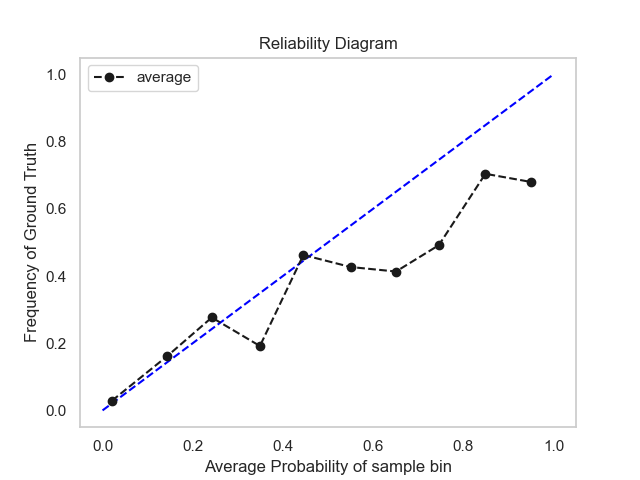 Reliability Diagram
average
Frequency of Ground Truth
1.0
0.8
0.6
0.4
0.2
0.0
0.0 0.2 0.4 0.6 0.8 1.0
Average Probability of sample bin